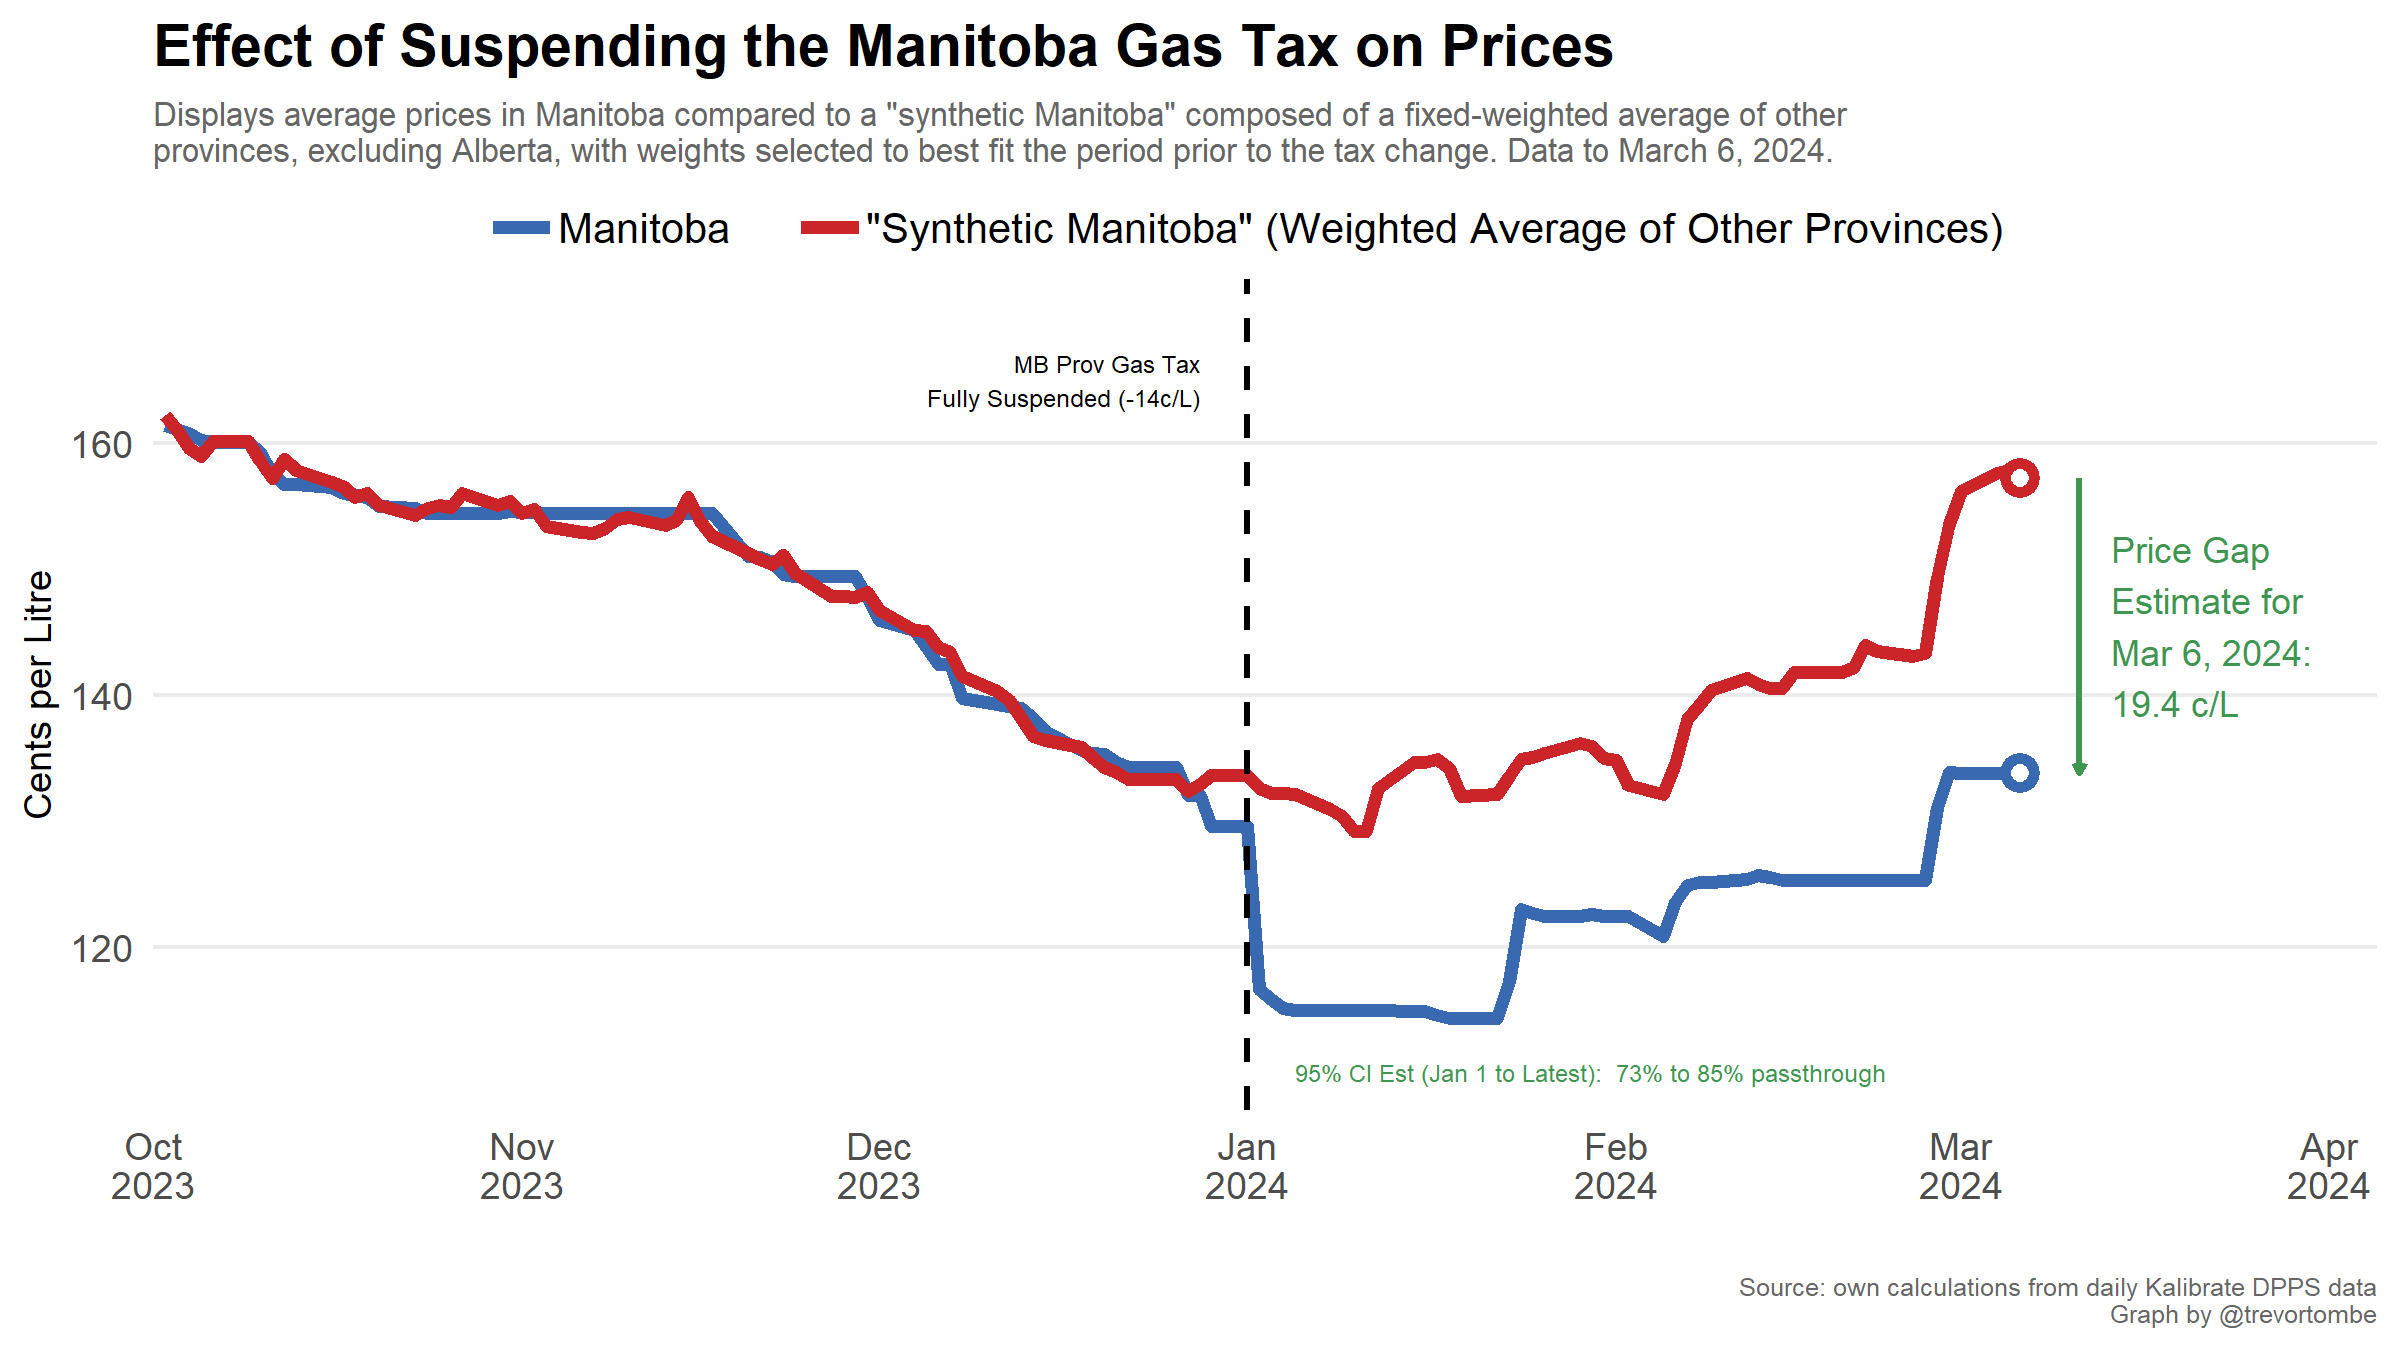 Effect of Suspending the Manitoba Gas Tax on Prices
Displays average prices in Manitoba compared to a "synthetic Manitoba" composed of a fixed-weighted average of other
provinces, excluding Alberta, with weights selected to best fit the period prior to the tax change. Data to March 6, 2024.
Manitoba
"Synthetic Manitoba" (Weighted Average of Other Provinces)
MB Prov Gas Tax
Fully Suspended (-14c/L)
160
140
120
Cents per Litre
Price Gap
Estimate for
Mar 6, 2024:
19.4 c/L
95% CI Est (Jan 1 to Latest):  73% to 85% passthrough
Oct
2023
Nov
2023
Dec
2023
Jan
2024
Feb
2024
Mar
2024
Apr
2024
Source: own calculations from daily Kalibrate DPPS data
Graph by @trevortombe